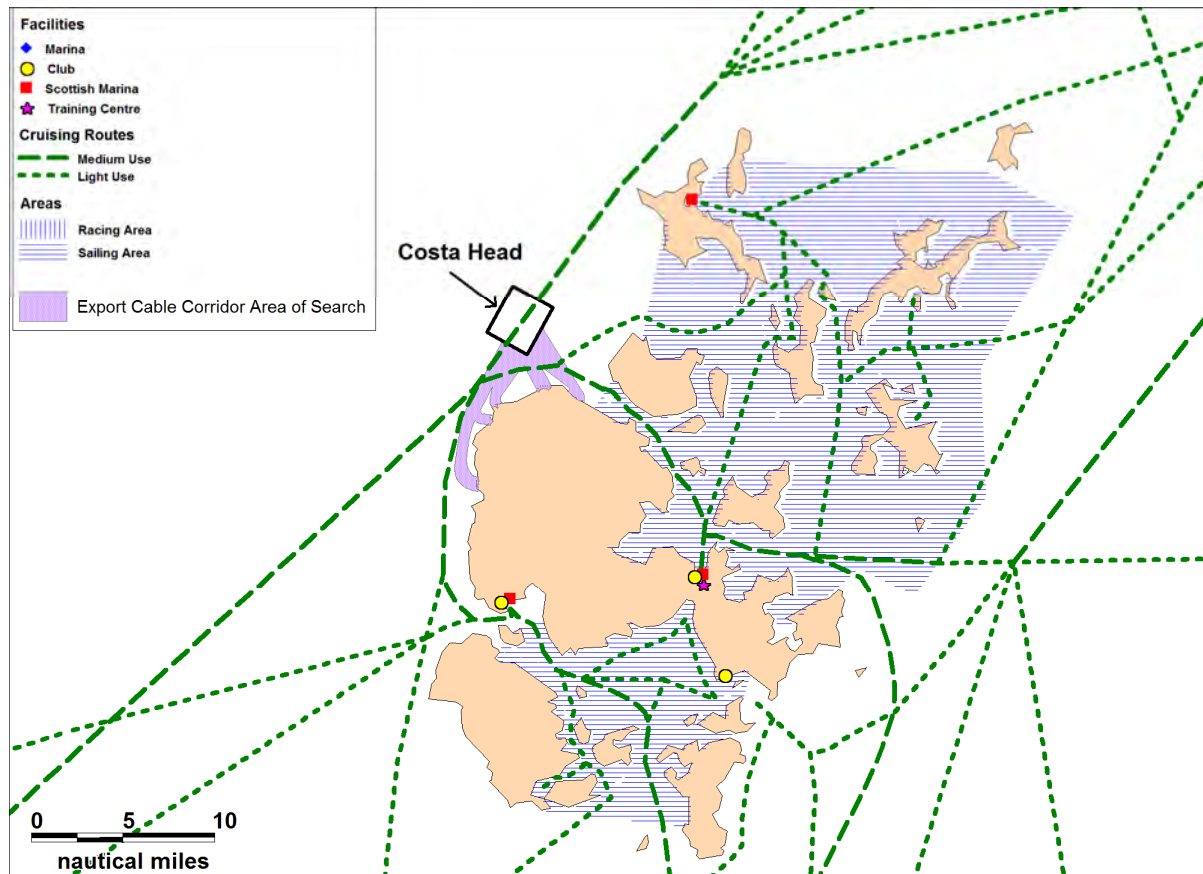 Facilities
Marina
Club
Scottish Marina
Training Centre
Cruising Routes
Medium Use
Light Use
Areas
Racing Area
Sailing Area
Export Cable Corridor Area of Search
Costa Head
0 5 10
nautical miles